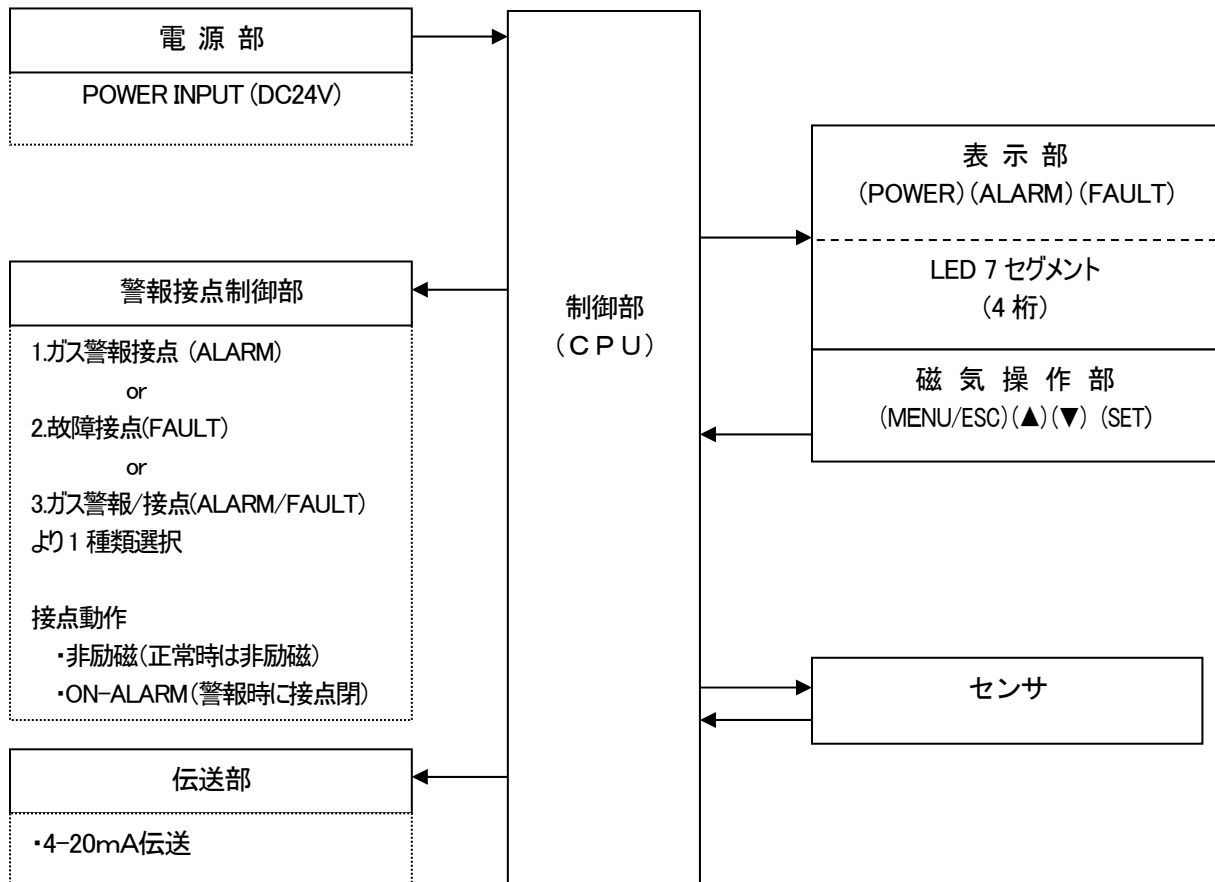 電 源 部
POWER INPUT (DC24V)
警報接点制御部
1.ガス警報接点 (ALARM)
or
2.故障接点(FAULT)
or
3.ガス警報/接点(ALARM/FAULT)
より1種類選択
接点動作
・非励磁(正常時は非励磁)
・ON-ALARM(警報時に接点閉)
伝送部
・4-20mA伝送
制御部
(CPU)
表 示 部
(POWER)(ALARM)(FAULT)
LED 7 セグメント
(4 桁)
磁 気 操 作 部
(MENU/ESC)(▲)(▼) (SET)
センサ